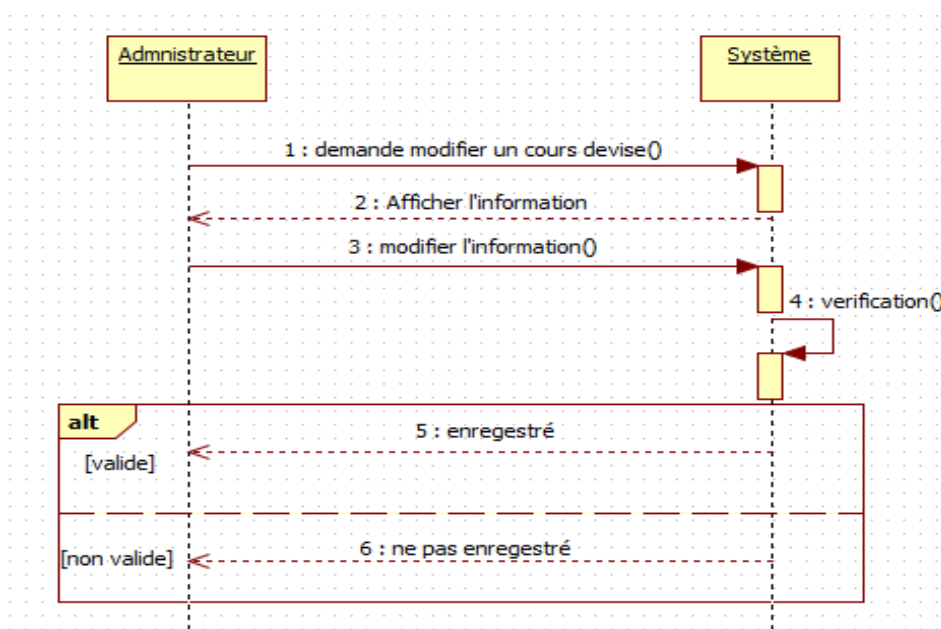 Admnistrateur
Système
1 : demande modifier un cours devise()
2 : Afficher l'information
3 : modifier l'information()
4 : verification()
alt
5 : enregestré
[valide]
6 : ne pas enregestré
[non valide]